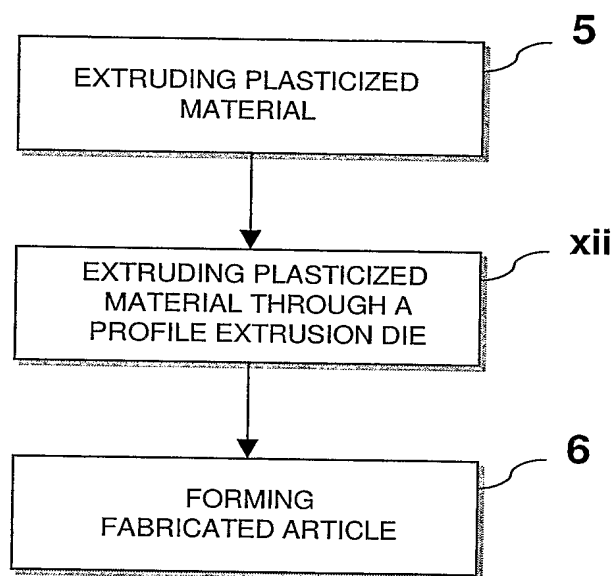 5
EXTRUDING PLASTICIZED
MATERIAL
xii
EXTRUDING PLASTICIZED
MATERIAL THROUGH A
PROFILE EXTRUSION DIE
6
FORMING
FABRICATED ARTICLE